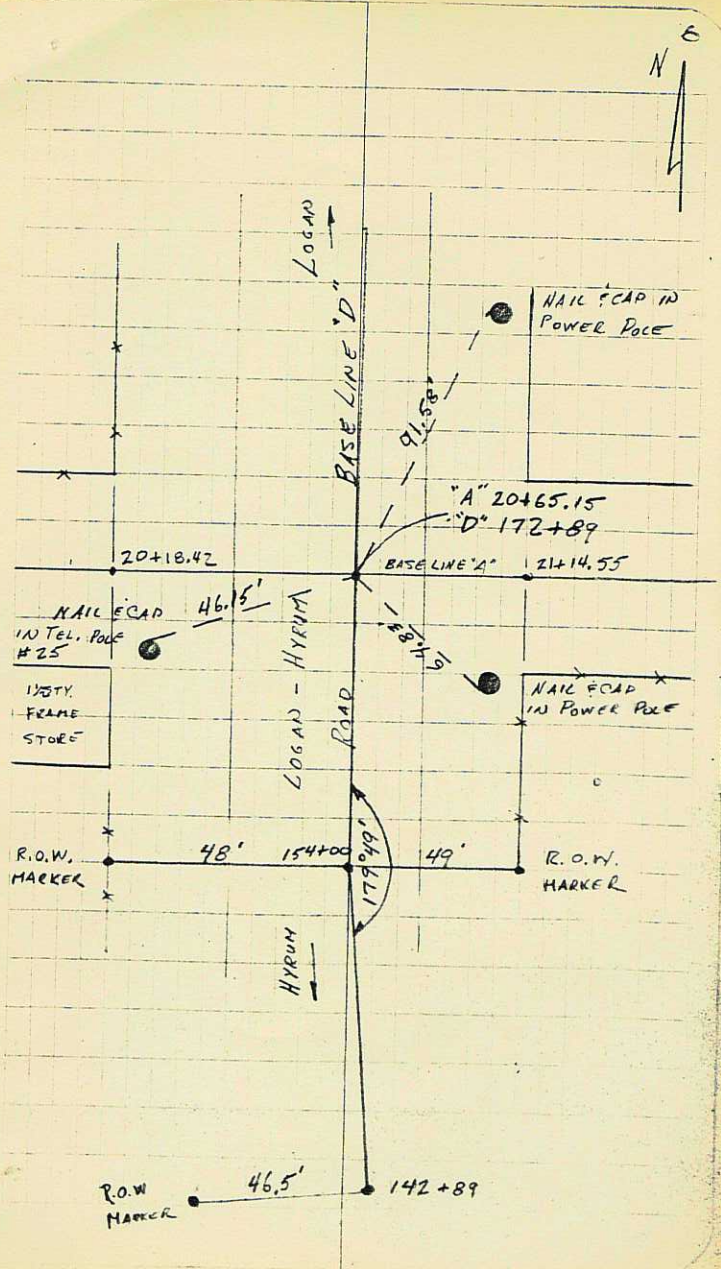 6
N
LOGAN
BASE LINE "D"
NAIL & CAP IN
POWER POLE
91.58'
"A" 20+65.15
"D" 172+89
20+18.42
BASE LINE "A"
21+14.55
NAIL & CAP
IN TEL. POLE
#25
46.15'
64.83'
LOGAN - HYRUM
ROAD
NAIL & CAP
IN POWER POLE
1½ STY.
FRAME
STORE
R.O.W.
MARKER
48'
154+00
179°49'
49'
R.O.W.
MARKER
HYRUM
R.O.W
MARKER
46.5'
142+89